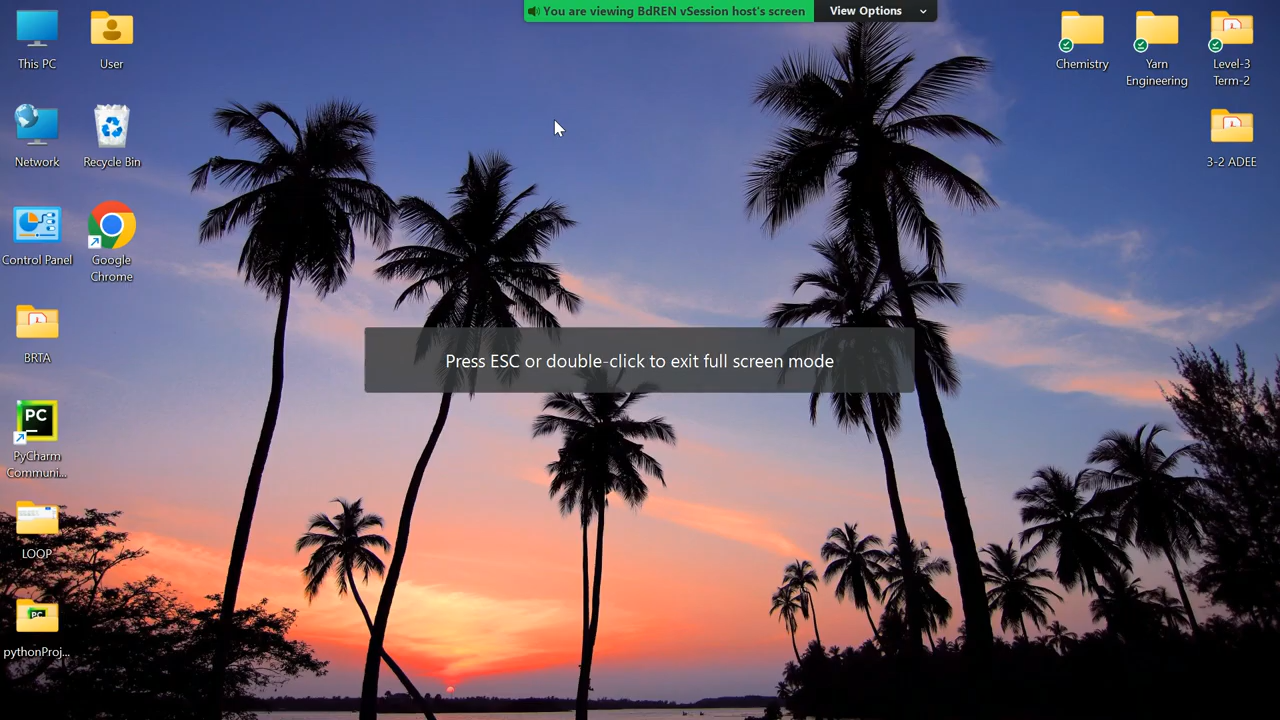 You are viewing BdREN vSession host's screen
View Options
This PC
User
Chemistry
Yarn
Engineering
Level-3
Term-2
Network
Recycle Bin
3-2 ADEE
Control Panel
Google
Chrome
BRTA
Press ESC or double-click to exit full screen mode
PC
PyCharm
Communi...
LOOP
PC
pythonProj...